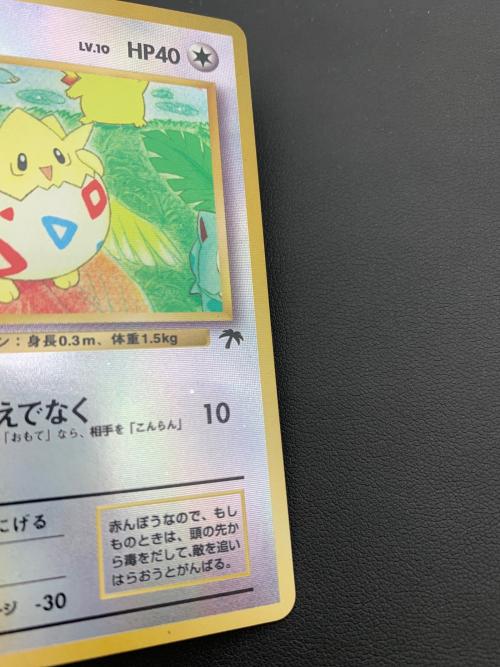 LV.10 HP40
ン：身長0.3m、体重1.5kg
えでなく 10
「おもて」なら、相手を「こんらん」
にげる
赤んぼうなので、もし
ものときは、頭の先か
ら毒をだして、敵を追い
はらおうとがんばる。
ージ -30